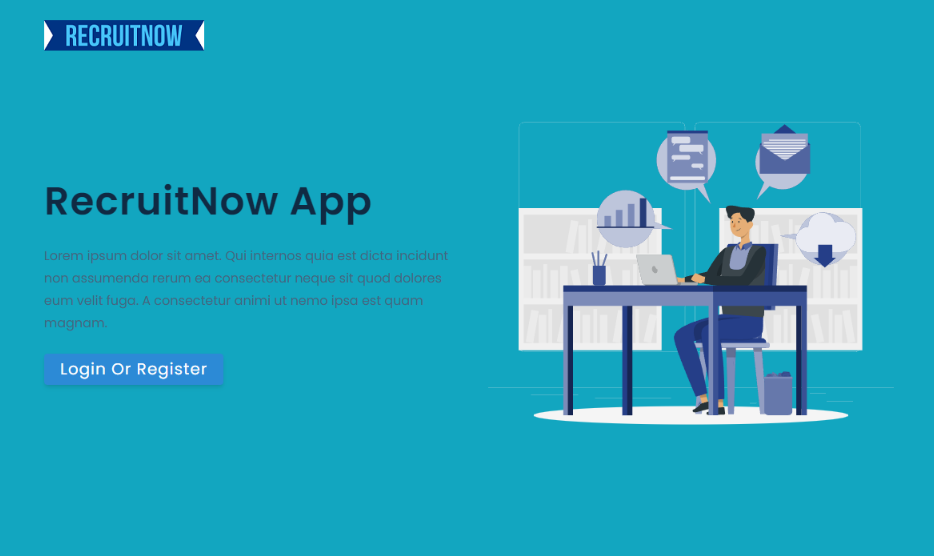 RECRUITNOW
RecruitNow App
Lorem ipsum dolor sit amet. Qui internos quia est dicta incidunt
non assumenda rerum ea consectetur neque sit quod dolores
eum velit fuga. A consectetur animi ut nemo ipsa est quam
magnam.
Login Or Register